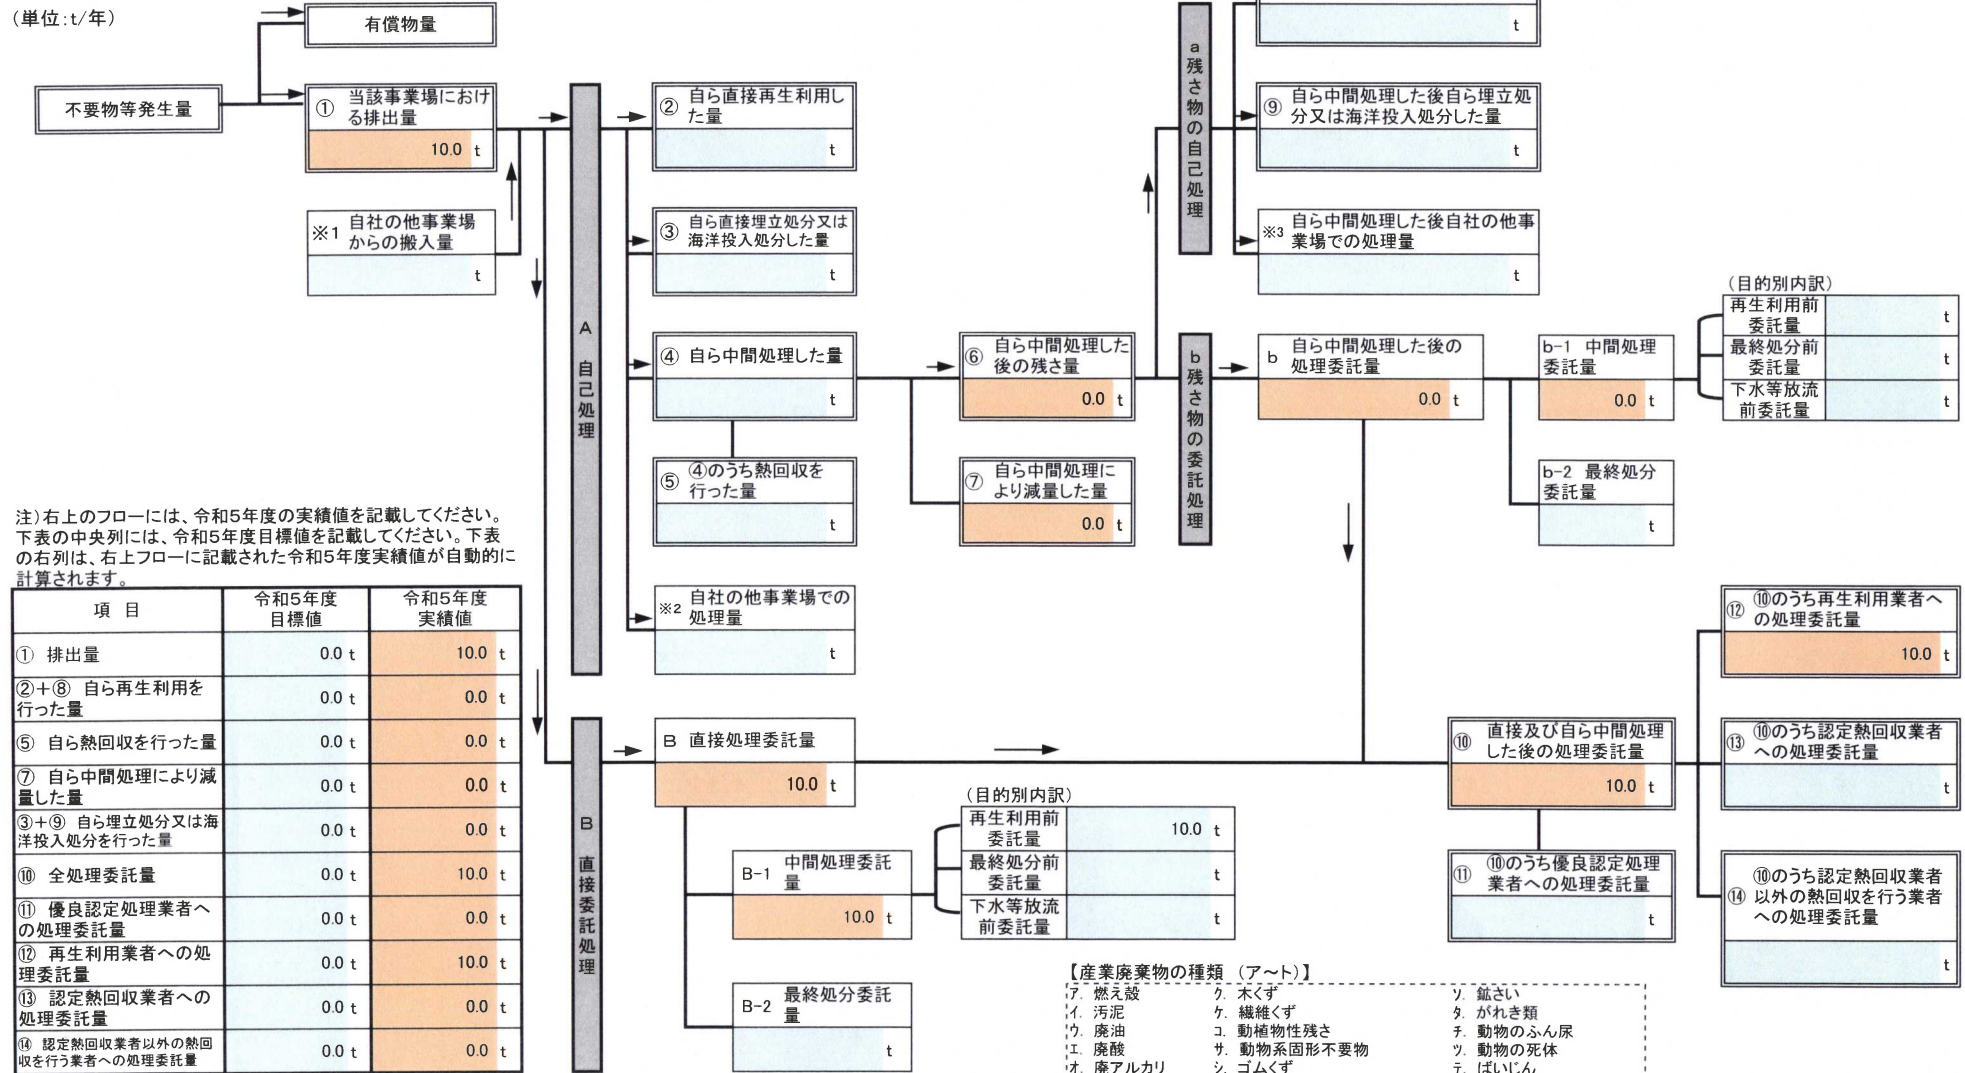 (単位:t/年)
有償物量
不要物等発生量
① 当該事業場におけ
る排出量
10.0 t
※1 自社の他事業場
からの搬入量
t
A 自己処理
② 自ら直接再生利用し
た量
t
③ 自ら直接埋立処分又は
海洋投入処分した量
t
④ 自ら中間処理した量
t
⑤ ④のうち熱回収を
行った量
t
※2 自社の他事業場での
処理量
t
⑥ 自ら中間処理した
後の残さ量
0.0 t
⑦ 自ら中間処理に
より減量した量
0.0 t
a 残さ物の自己処理
t
⑨ 自ら中間処理した後自ら埋立処
分又は海洋投入処分した量
t
※3 自ら中間処理した後自社の他事
業場での処理量
t
b 残さ物の委託処理
b 自ら中間処理した後の
処理委託量
0.0 t
b-1 中間処理
委託量
0.0 t
(目的別内訳)
再生利用前
委託量
t
最終処分前
委託量
t
下水等放流
前委託量
t
b-2 最終処分
委託量
t
注)右上のフローには、令和5年度の実績値を記載してください。
下表の中央列には、令和5年度目標値を記載してください。下表
の右列は、右上フローに記載された令和5年度実績値が自動的に
計算されます。
項 目
令和5年度
目標値
令和5年度
実績値
① 排出量 0.0 t 10.0 t
②+⑧ 自ら再生利用を
行った量 0.0 t 0.0 t
⑤ 自ら熱回収を行った量 0.0 t 0.0 t
⑦ 自ら中間処理により減
量した量 0.0 t 0.0 t
③+⑨ 自ら埋立処分又は海
洋投入処分を行った量 0.0 t 0.0 t
⑩ 全処理委託量 0.0 t 10.0 t
⑪ 優良認定処理業者へ
の処理委託量 0.0 t 0.0 t
⑫ 再生利用業者への処
理委託量 0.0 t 10.0 t
⑬ 認定熱回収業者への
処理委託量 0.0 t 0.0 t
⑭ 認定熱回収業者以外の熱回
収を行う業者への処理委託量 0.0 t 0.0 t
B 直接委託処理
B 直接処理委託量
10.0 t
B-1 中間処理委託
量
10.0 t
(目的別内訳)
再生利用前
委託量
10.0 t
最終処分前
委託量
t
下水等放流
前委託量
t
B-2 最終処分委託
量
t
⑩ 直接及び自ら中間処理
した後の処理委託量
10.0 t
⑪ ⑩のうち優良認定処理
業者への処理委託量
t
⑫ ⑩のうち再生利用業者へ
の処理委託量
10.0 t
⑬ ⑩のうち認定熱回収業者
への処理委託量
t
⑭ ⑩のうち認定熱回収業者
以外の熱回収を行う業者
への処理委託量
t
【産業廃棄物の種類 (ア~ト)】
ア. 燃え殻 ク. 木くず ソ. 鉱さい
イ. 汚泥 ケ. 繊維くず タ. がれき類
ウ. 廃油 コ. 動植物性残さ チ. 動物のふん尿
エ. 廃酸 サ. 動物系固形不要物 ツ. 動物の死体
オ. 廃アルカリ シ. ゴムくず テ. ばいじん